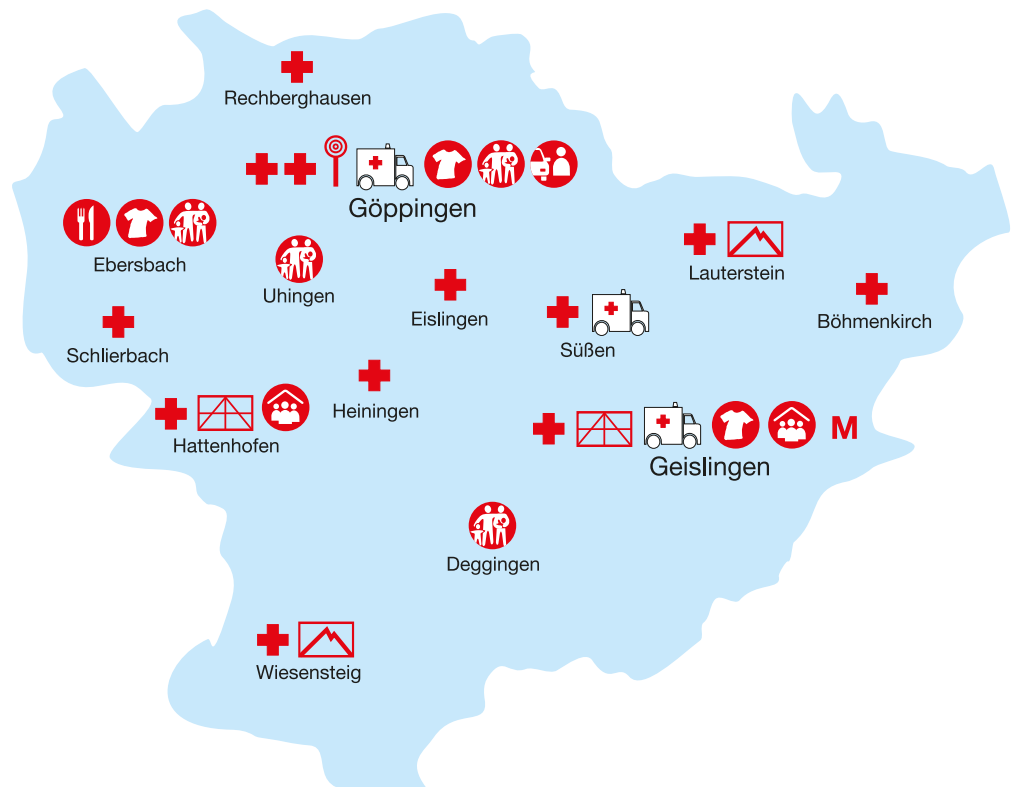 Rechberghausen
Göppingen
Ebersbach
Uhingen
Lauterstein
Eislingen
Böhmenkirch
Süßen
Schlierbach
Heiningen
Hattenhofen
M
Geislingen
Deggingen
Wiesensteig